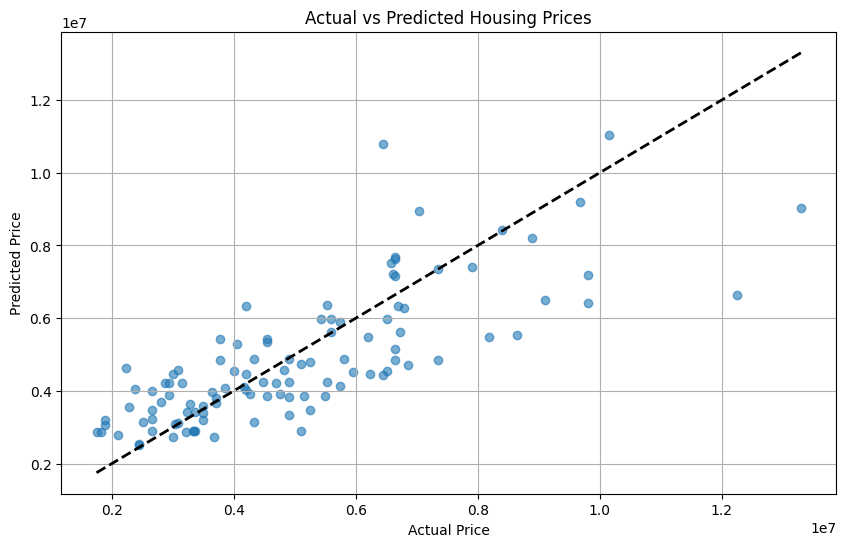 Actual vs Predicted Housing Prices
1e7
Predicted Price
1.2
1.0
0.8
0.6
0.4
0.2
0.2 0.4 0.6 0.8 1.0 1.2
1e7
Actual Price